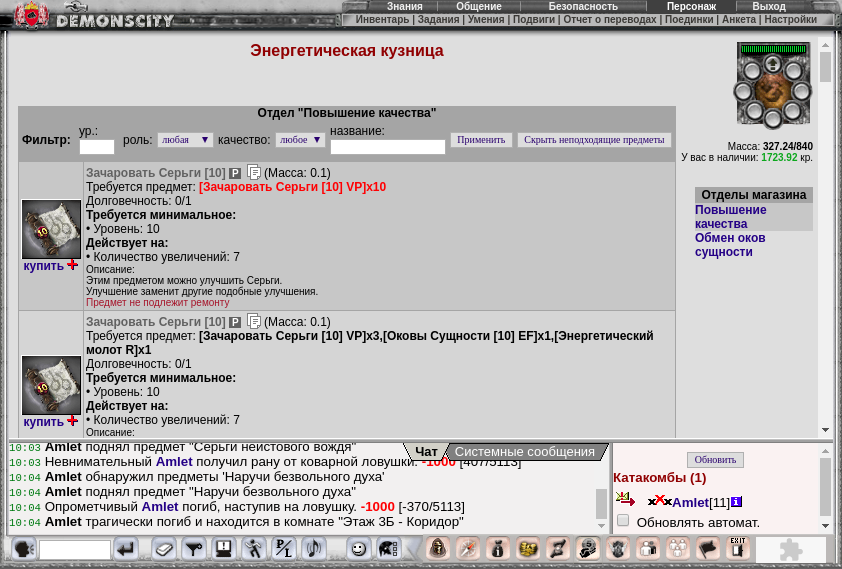 DEMONSCITY
Знания Общение Безопасность Персонаж Выход
Инвентарь | Задания | Умения | Подвиги | Отчет о переводах | Поединки | Анкета | Настройки
Энергетическая кузница
Масса: 327.24/840
У вас в наличии: 1723.92 кр.
Отделы магазина
Повышение качества
Обмен оков сущности
Отдел "Повышение качества"
Фильтр: ур.: роль: любая качество: любое название: Применить Скрыть неподходящие предметы
Зачаровать Серьги [10] P (Масса: 0.1)
Требуется предмет: [Зачаровать Серьги [10] VP]x10
Долговечность: 0/1
Требуется минимальное:
• Уровень: 10
Действует на:
• Количество увеличений: 7
Описание:
Этим предметом можно улучшить Серьги.
Улучшение заменит другие подобные улучшения.
Предмет не подлежит ремонту
10
купить
Зачаровать Серьги [10] P (Масса: 0.1)
Требуется предмет: [Зачаровать Серьги [10] VP]x3,[Оковы Сущности [10] EF]x1,[Энергетический
молот R]x1
Долговечность: 0/1
Требуется минимальное:
• Уровень: 10
Действует на:
• Количество увеличений: 7
Описание:
10
купить
Чат Системные сообщения
10:03 Amlet поднял предмет "Серьги неистового вождя"
10:03 Невнимательный Amlet получил рану от коварной ловушки. -1000 [407/5113]
10:04 Amlet обнаружил предметы 'Наручи безвольного духа'
10:04 Amlet поднял предмет "Наручи безвольного духа"
10:04 Опрометчивый Amlet погиб, наступив на ловушку. -1000 [-370/5113]
10:04 Amlet трагически погиб и находится в комнате "Этаж 3Б - Коридор"
Обновить
Катакомбы (1)
Amlet[11]
Обновлять автомат.
P/L
EXIT